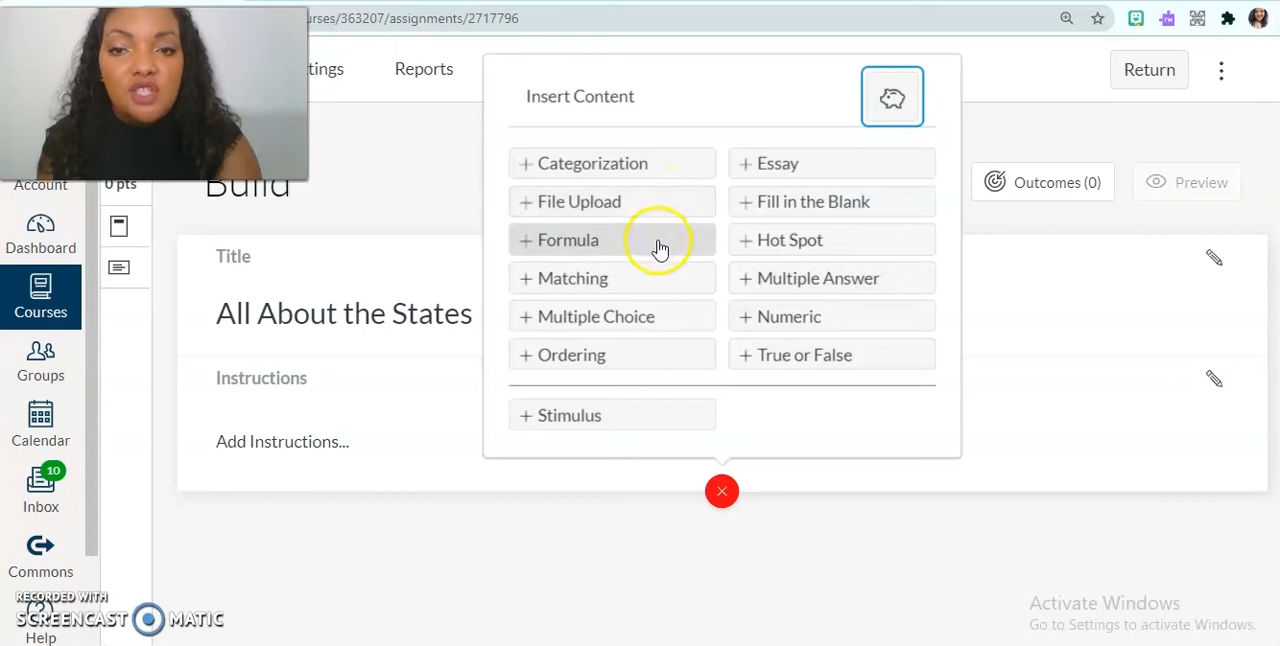 urses/363207/assignments/2717796
tings
Reports
Return
Insert Content
+ Categorization
+ Essay
+ File Upload
+ Fill in the Blank
+ Formula
+ Hot Spot
+ Matching
+ Multiple Answer
+ Multiple Choice
+ Numeric
+ Ordering
+ True or False
+ Stimulus
Account
Dashboard
Courses
Groups
Calendar
10
Inbox
Commons
Help
0 pts
Build
Outcomes (0)
Preview
Title
All About the States
Instructions
Add Instructions...
RECORDED WITH
SCREENCAST MATIC
Activate Windows
Go to Settings to activate Windows.